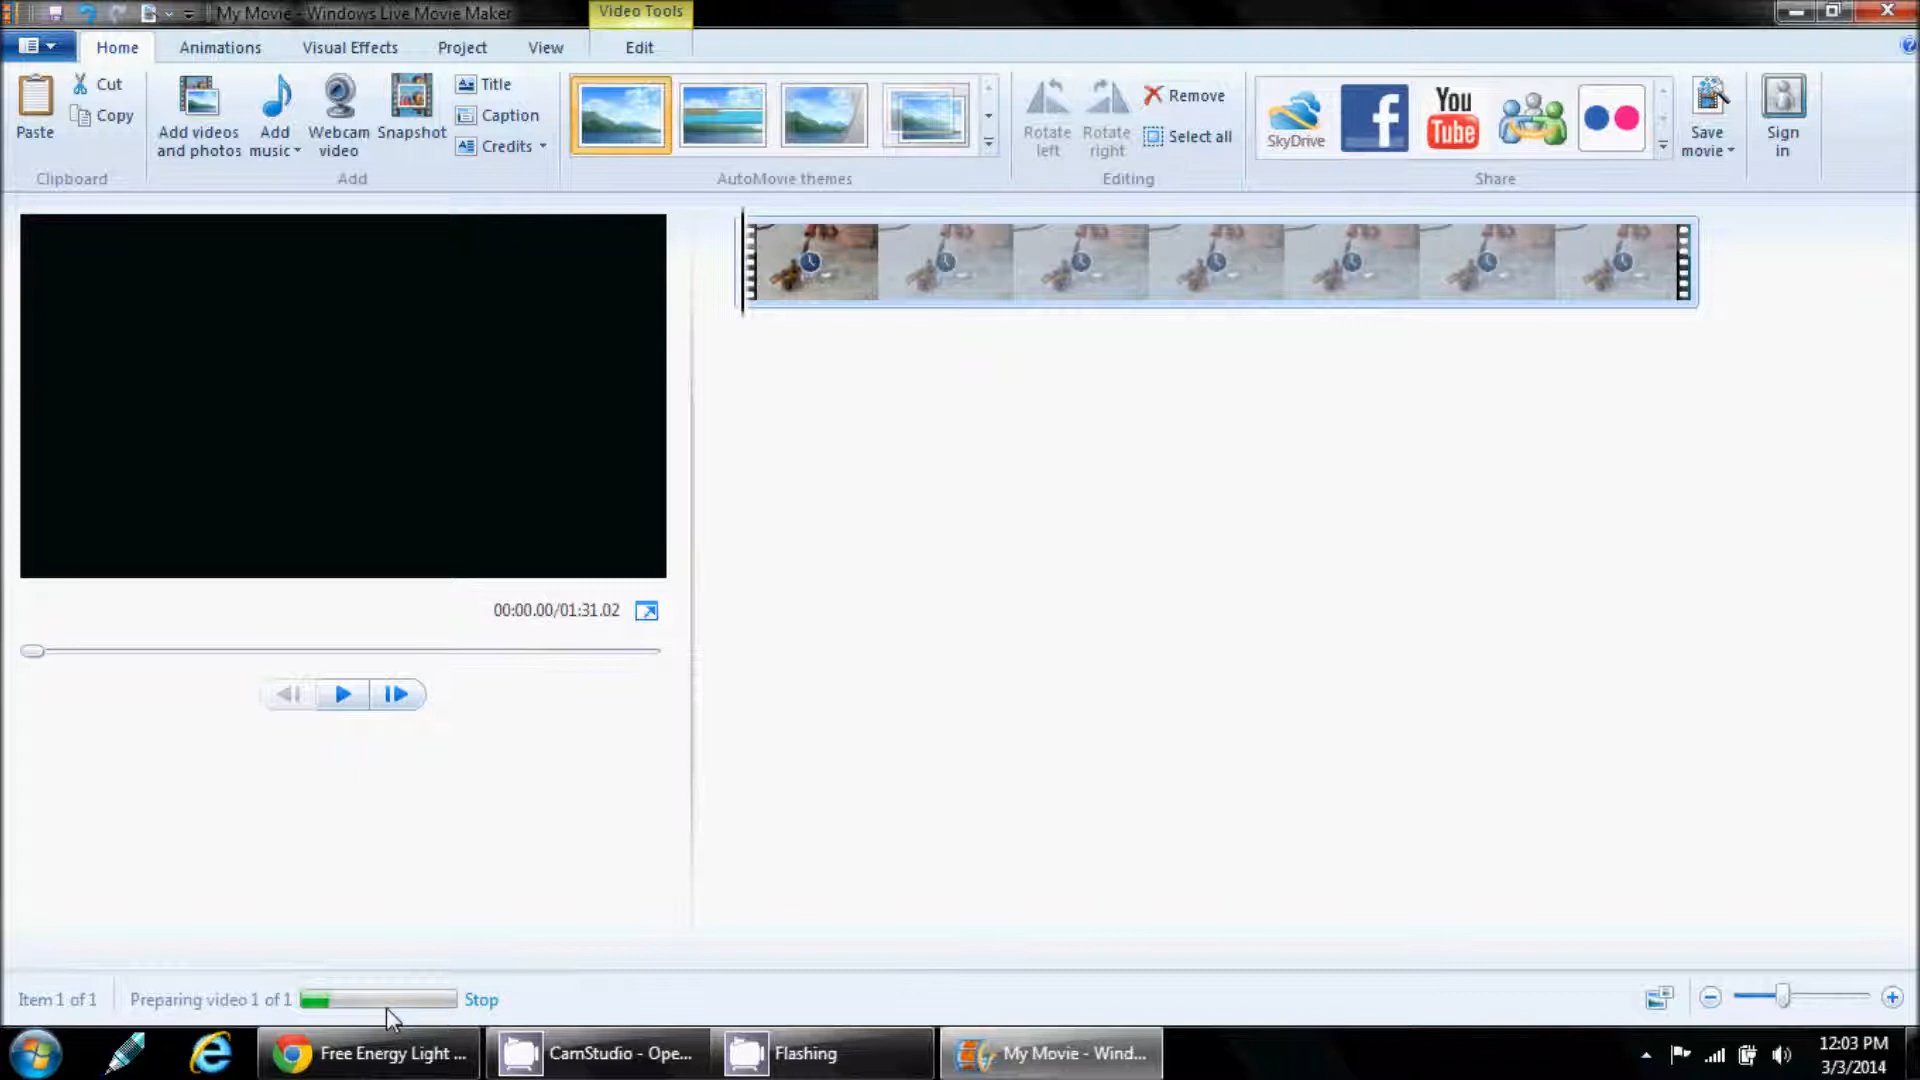 My Movie - Windows Live Movie Maker
Video Tools
Home
Animations
Visual Effects
Project
View
Edit
Paste
Cut
Copy
Clipboard
Add videos
and photos
Add
music
Webcam
video
Snapshot
Title
Caption
Credits
Add
AutoMovie themes
Rotate
left
Rotate
right
Remove
Select all
Editing
SkyDrive
f
You
Tube
Share
Save
movie
Sign
in
00:00.00/01:31.02
Item 1 of 1
Preparing video 1 of 1
Stop
Free Energy Light ...
CamStudio - Ope...
Flashing
My Movie - Wind...
12:03 PM
3/3/2014